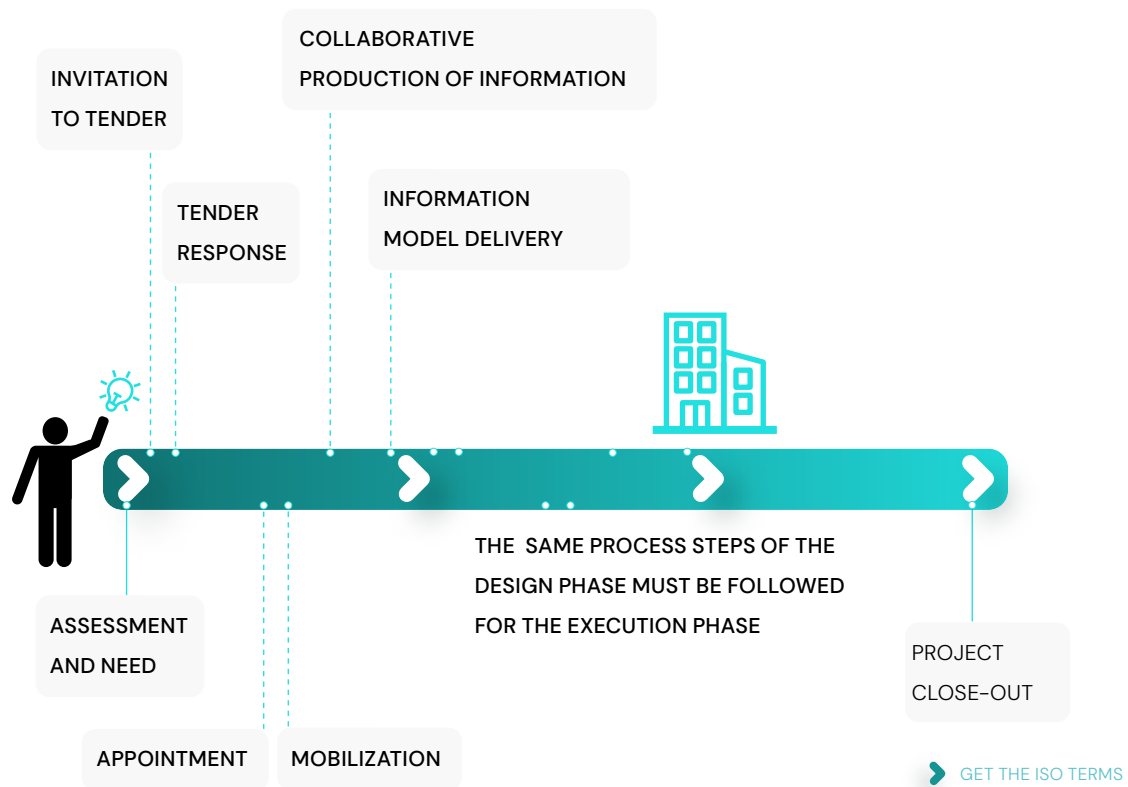 COLLABORATIVE
PRODUCTION OF INFORMATION
INVITATION
TO TENDER
TENDER
RESPONSE
INFORMATION
MODEL DELIVERY
THE SAME PROCESS STEPS OF THE
DESIGN PHASE MUST BE FOLLOWED
FOR THE EXECUTION PHASE
ASSESSMENT
AND NEED
PROJECT
CLOSE-OUT
APPOINTMENT
MOBILIZATION
GET THE ISO TERMS